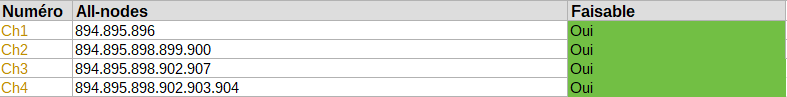 Numéro All-nodes Faisable
Ch1 894.895.896 Oui
Ch2 894.895.898.899.900 Oui
Ch3 894.895.898.902.907 Oui
Ch4 894.895.898.902.903.904 Oui